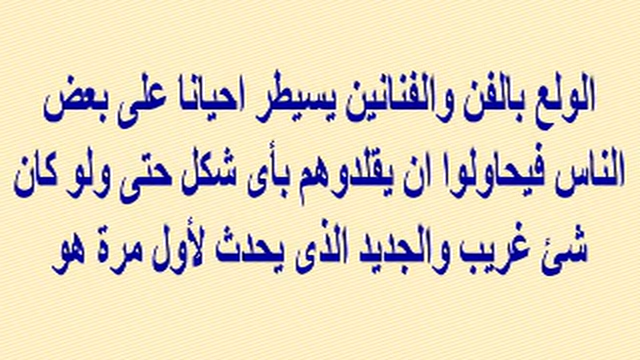 الولع بالفن والفنانين يسيطر احيانا على بعض
الناس فيحاولوا ان يقلدوهم بأى شكل حتى ولو كان
شئ غريب والجديد الذى يحدث لأول مرة هو